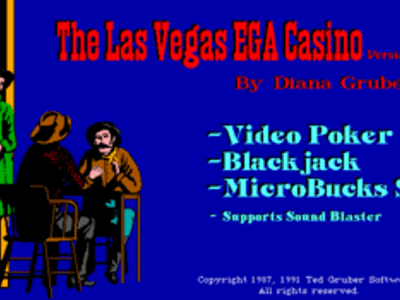 The Las Vegas EGA Casino
By Diana Grube
-Video Poker
-Blackjack
-MicroBucks S
- Supports Sound Blaster
Copyright 1987, 1991 Ted Gruber Softwa
All rights reserved.